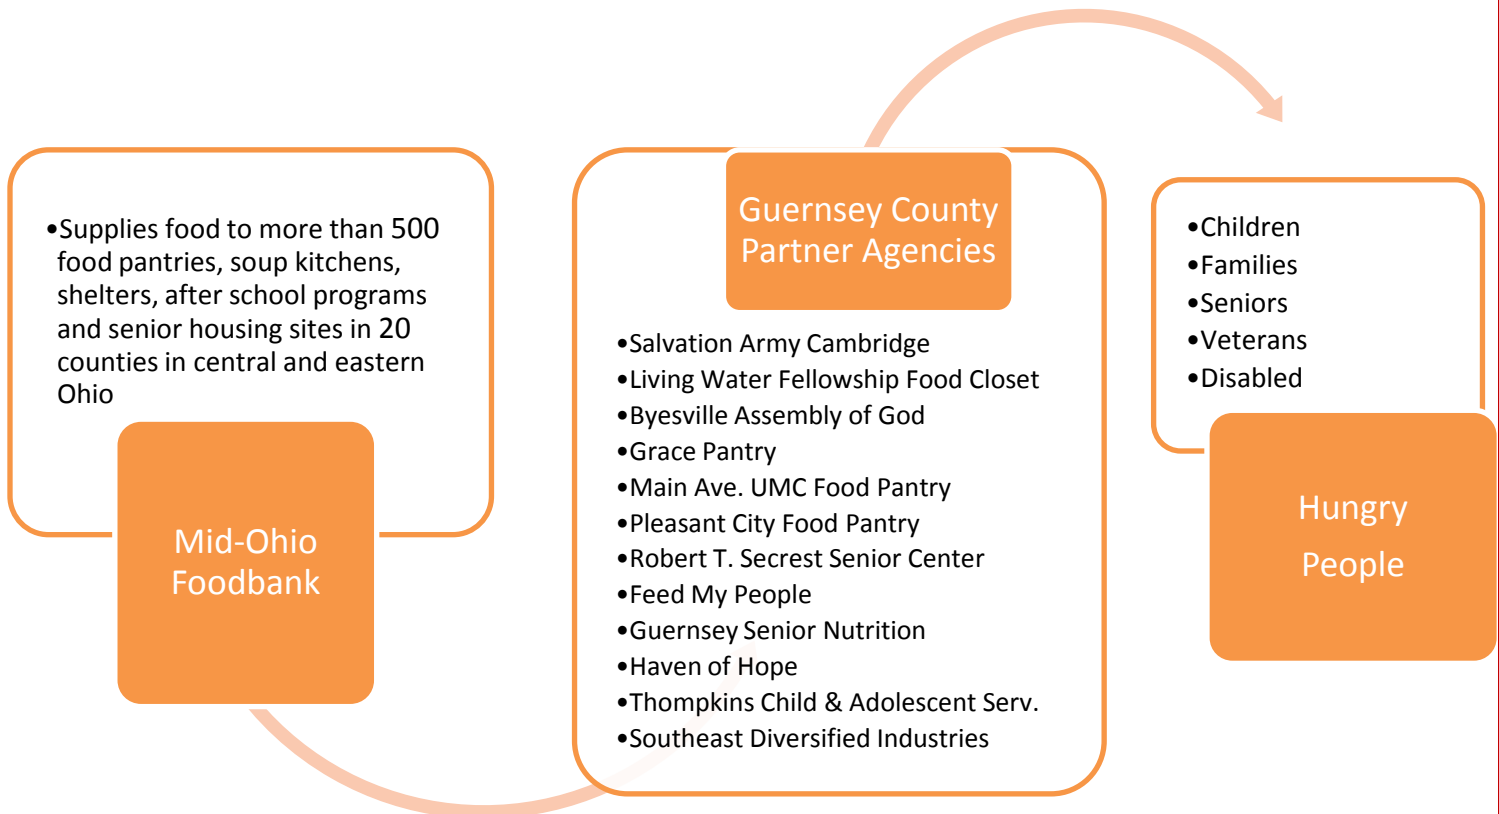 •Supplies food to more than 500
food pantries, soup kitchens,
shelters, after school programs
and senior housing sites in 20
counties in central and eastern
Ohio
Mid-Ohio
Foodbank
Guernsey County
Partner Agencies
•Salvation Army Cambridge
•Living Water Fellowship Food Closet
•Byesville Assembly of God
•Grace Pantry
•Main Ave. UMC Food Pantry
•Pleasant City Food Pantry
•Robert T. Secrest Senior Center
•Feed My People
•Guernsey Senior Nutrition
•Haven of Hope
•Thompkins Child & Adolescent Serv.
•Southeast Diversified Industries
•Children
•Families
•Seniors
•Veterans
•Disabled
Hungry
People